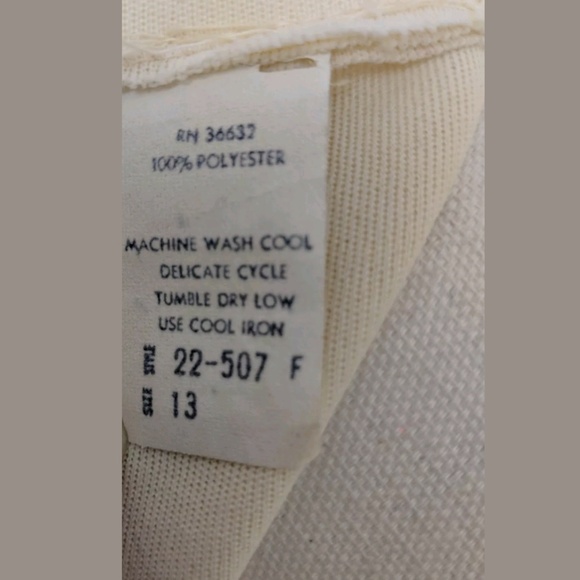 RN 36632
100% POLYESTER
MACHINE WASH COOL
DELICATE CYCLE
TUMBLE DRY LOW
USE COOL IRON
STYLE 22-507 F
SIZE 13